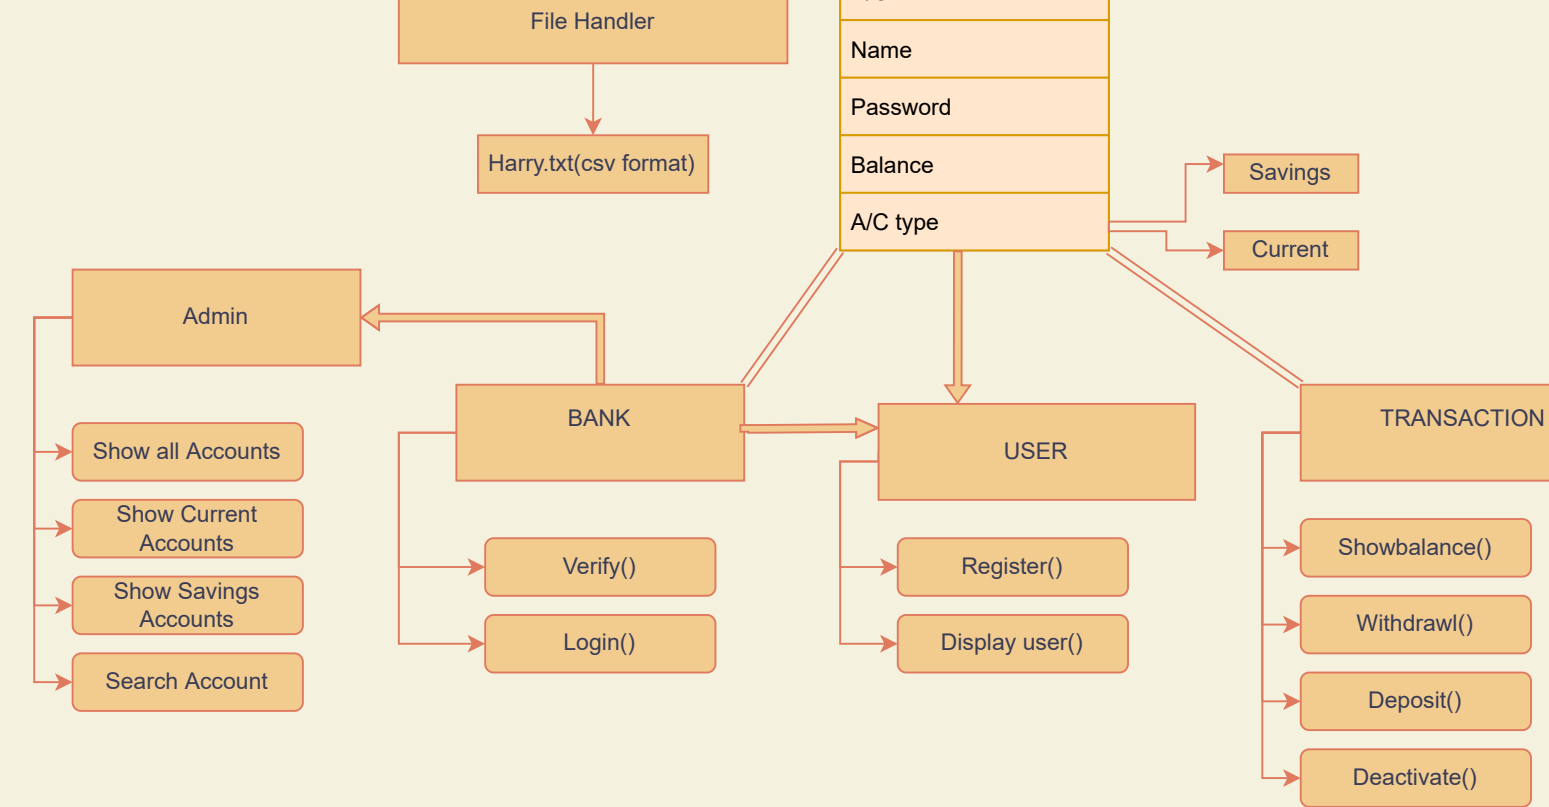 File Handler
Harry.txt(csv format)
Name
Password
Balance
A/C type
Savings
Current
Admin
Show all Accounts
Show Current
Accounts
Show Savings
Accounts
Search Account
BANK
Verify()
Login()
USER
Register()
Display user()
TRANSACTION
Showbalance()
Withdrawl()
Deposit()
Deactivate()